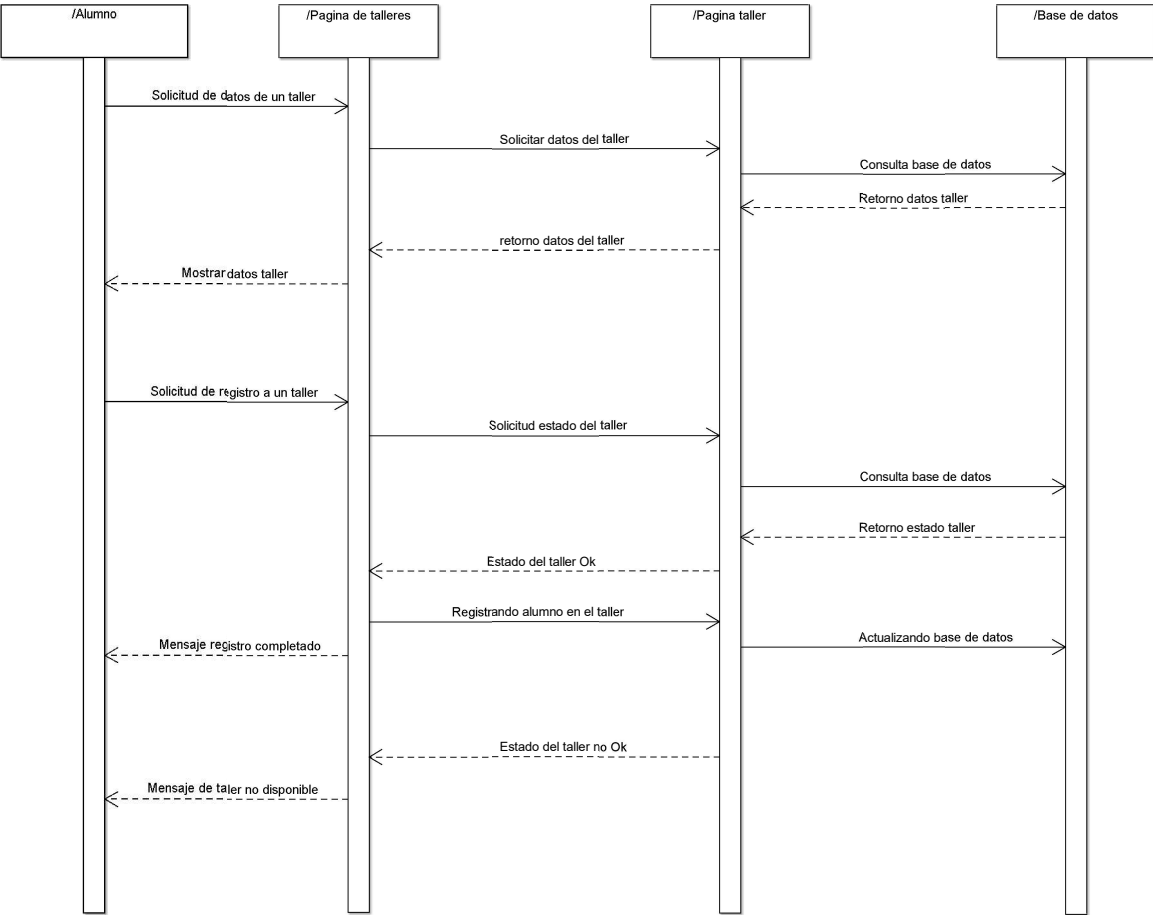 /Alumno
/Pagina de talleres
/Pagina taller
/Base de datos
Solicitud de datos de un taller
Solicitar datos del taller
Consulta base de datos
Retorno datos taller
retorno datos del taller
Mostrar datos taller
Solicitud de registro a un taller
Solicitud estado del taller
Consulta base de datos
Retorno estado taller
Estado del taller Ok
Registrando alumno en el taller
Actualizando base de datos
Mensaje registro completado
Estado del taller no Ok
Mensaje de taler no disponible